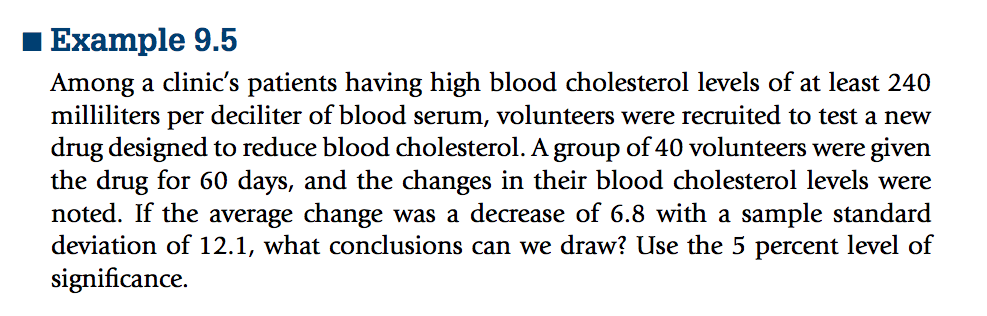 ■ Example 9.5
Among a clinic's patients having high blood cholesterol levels of at least 240
milliliters per deciliter of blood serum, volunteers were recruited to test a new
drug designed to reduce blood cholesterol. A group of 40 volunteers were given
the drug for 60 days, and the changes in their blood cholesterol levels were
noted. If the average change was a decrease of 6.8 with a sample standard
deviation of 12.1, what conclusions can we draw? Use the 5 percent level of
significance.